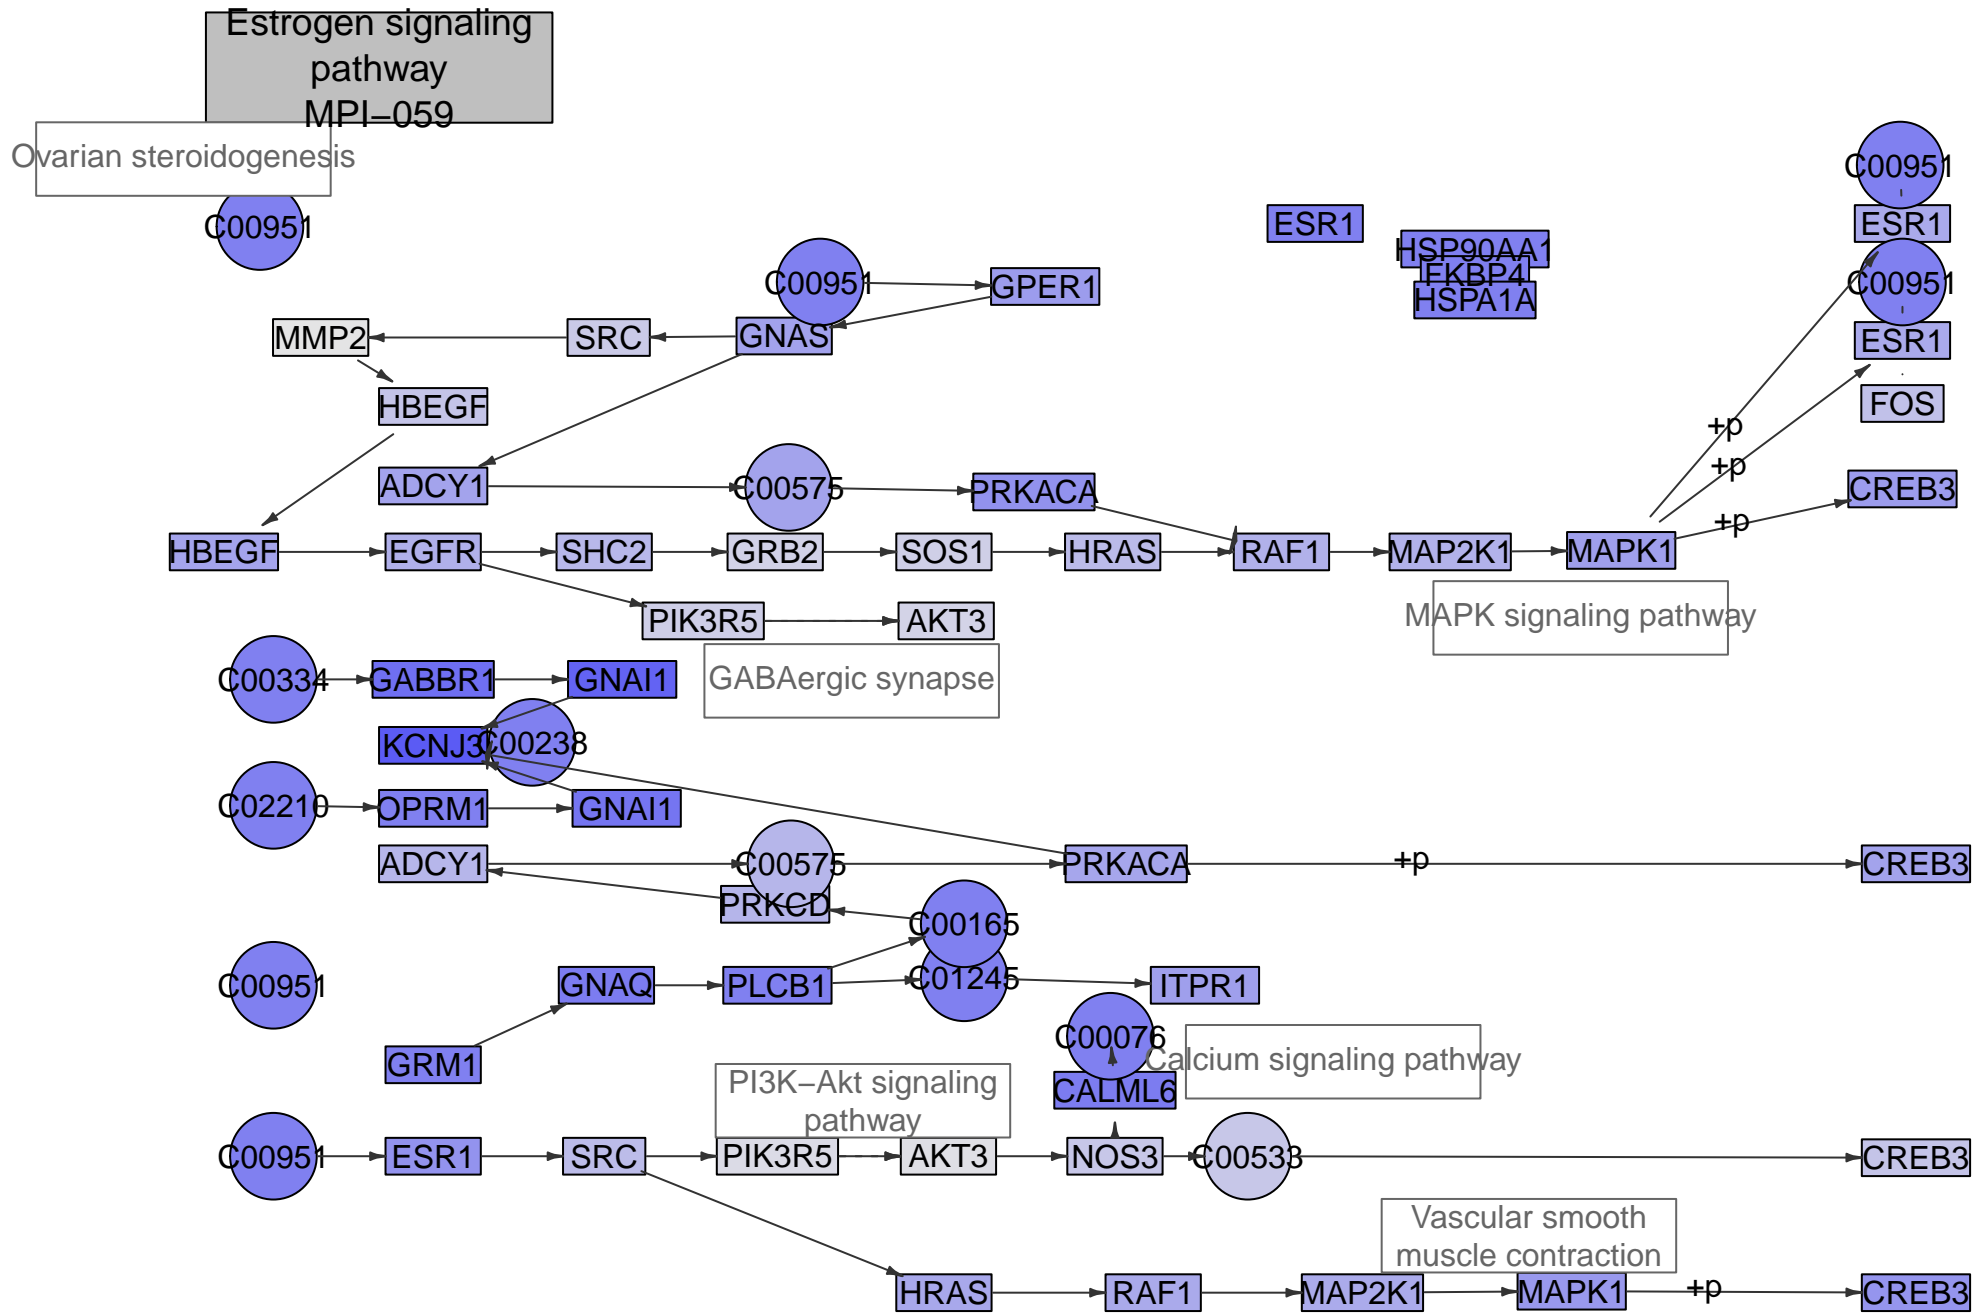 Estrogen signaling
pathway
MPI−059
Ovarian steroidogenesis
C00951
C00951
ESR1
C00951
ESR1
HSP90AA1
FKBP4
HSPA1A
C00951
GPER1
C00951
ESR1
MMP2
SRC
GNAS
HBEGF
FOS
+p
+p
ADCY1
C00575
PRKACA
CREB3
+p
HBEGF
EGFR
SHC2
GRB2
SOS1
HRAS
RAF1
MAP2K1
MAPK1
PIK3R5
AKT3
MAPK signaling pathway
C00334
GABBR1
GNAI1
GABAergic synapse
KCNJ3
C00238
C02210
OPRM1
GNAI1
ADCY1
C00575
PRKACA
+p
CREB3
PRKCD
C00165
C00951
GNAQ
PLCB1
C01245
ITPR1
C00076
Calcium signaling pathway
GRM1
CALML6
PI3K−Akt signaling
pathway
C00951
ESR1
SRC
PIK3R5
AKT3
NOS3
C00533
CREB3
Vascular smooth
muscle contraction
HRAS
RAF1
MAP2K1
MAPK1
+p
CREB3